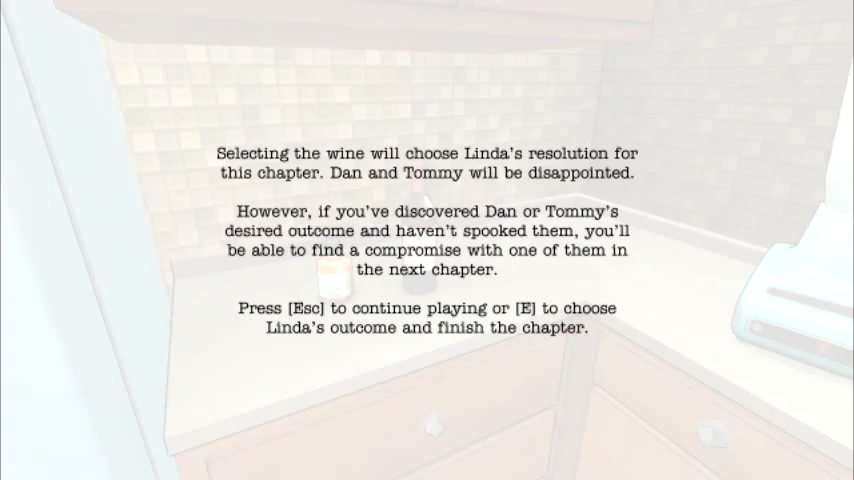 Selecting the wine will choose Linda's resolution for
this chapter. Dan and Tommy will be disappointed.
However, if you've discovered Dan or Tommy's
desired outcome and haven't spooked them, you'll
be able to find a compromise with one of them in
the next chapter.
Press [Esc] to continue playing or [E] to choose
Linda's outcome and finish the chapter.